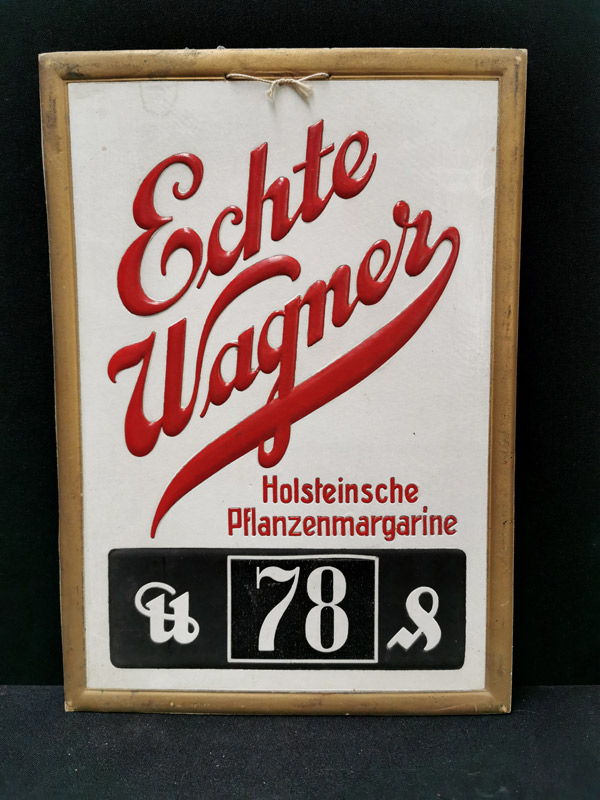 Echte
Wagner
Holsteinsche
Pflanzenmargarine
℔ 78 ₰